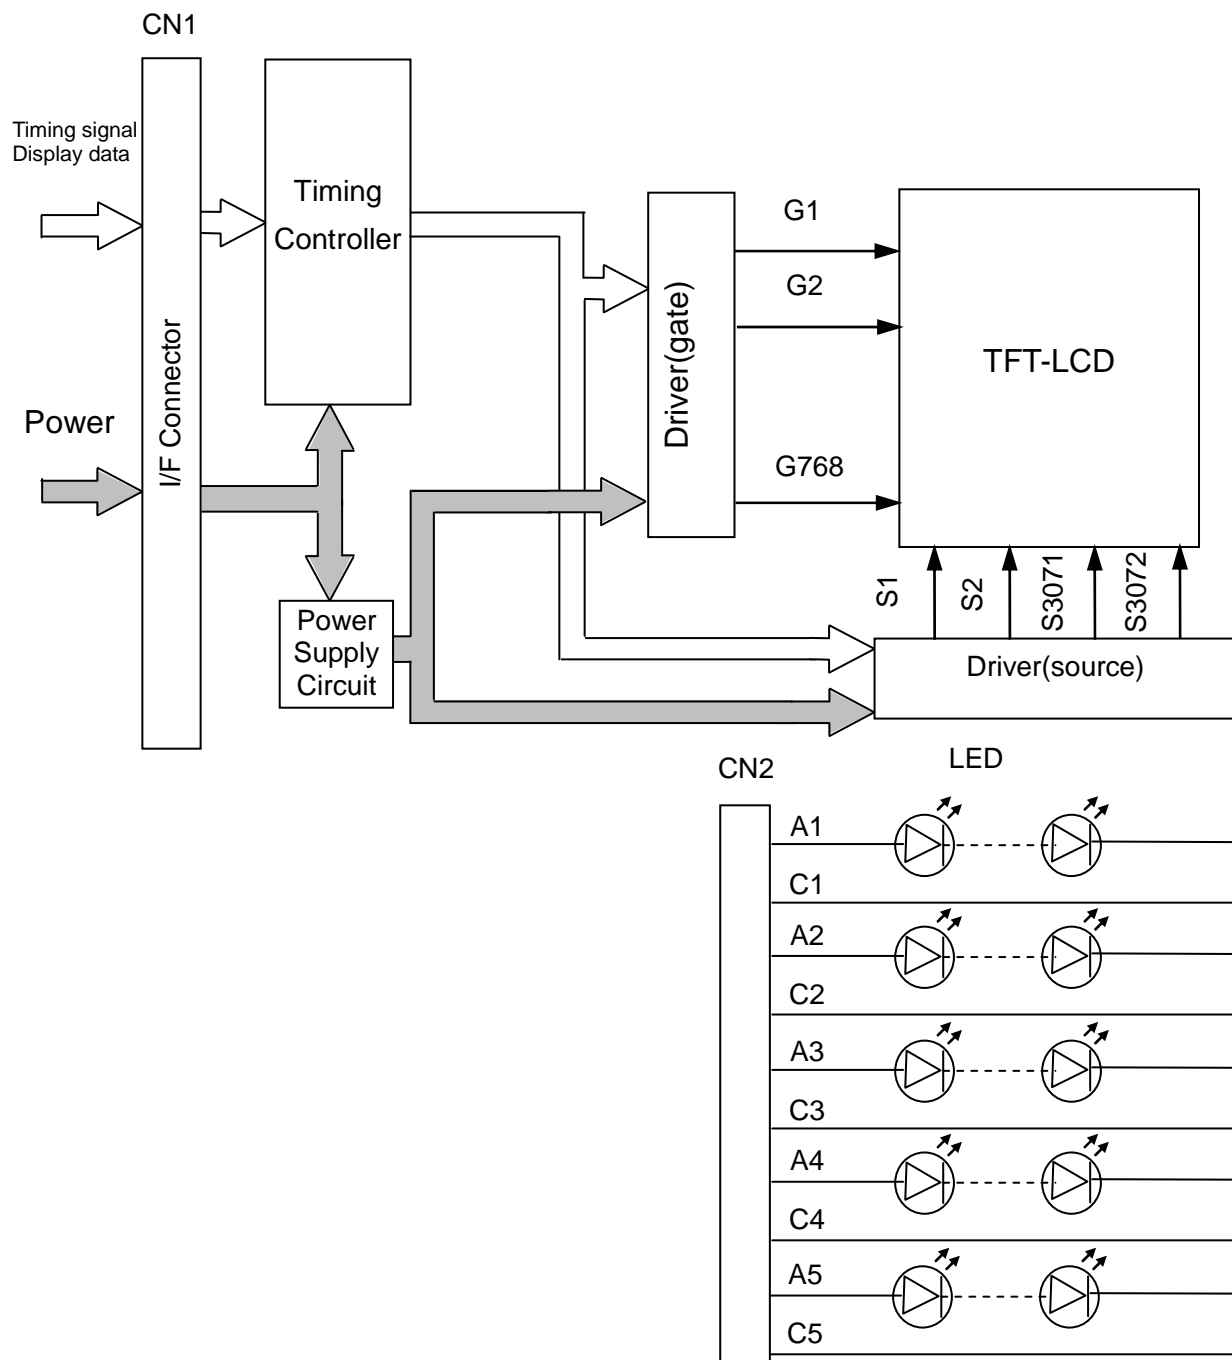 CN1
Timing signal
Display data
Power
I/F Connector
Timing
Controller
Power
Supply
Circuit
Driver(gate)
G1
G2
G768
TFT-LCD
S1
S2
S3071
S3072
Driver(source)
CN2
LED
A1
C1
A2
C2
A3
C3
A4
C4
A5
C5